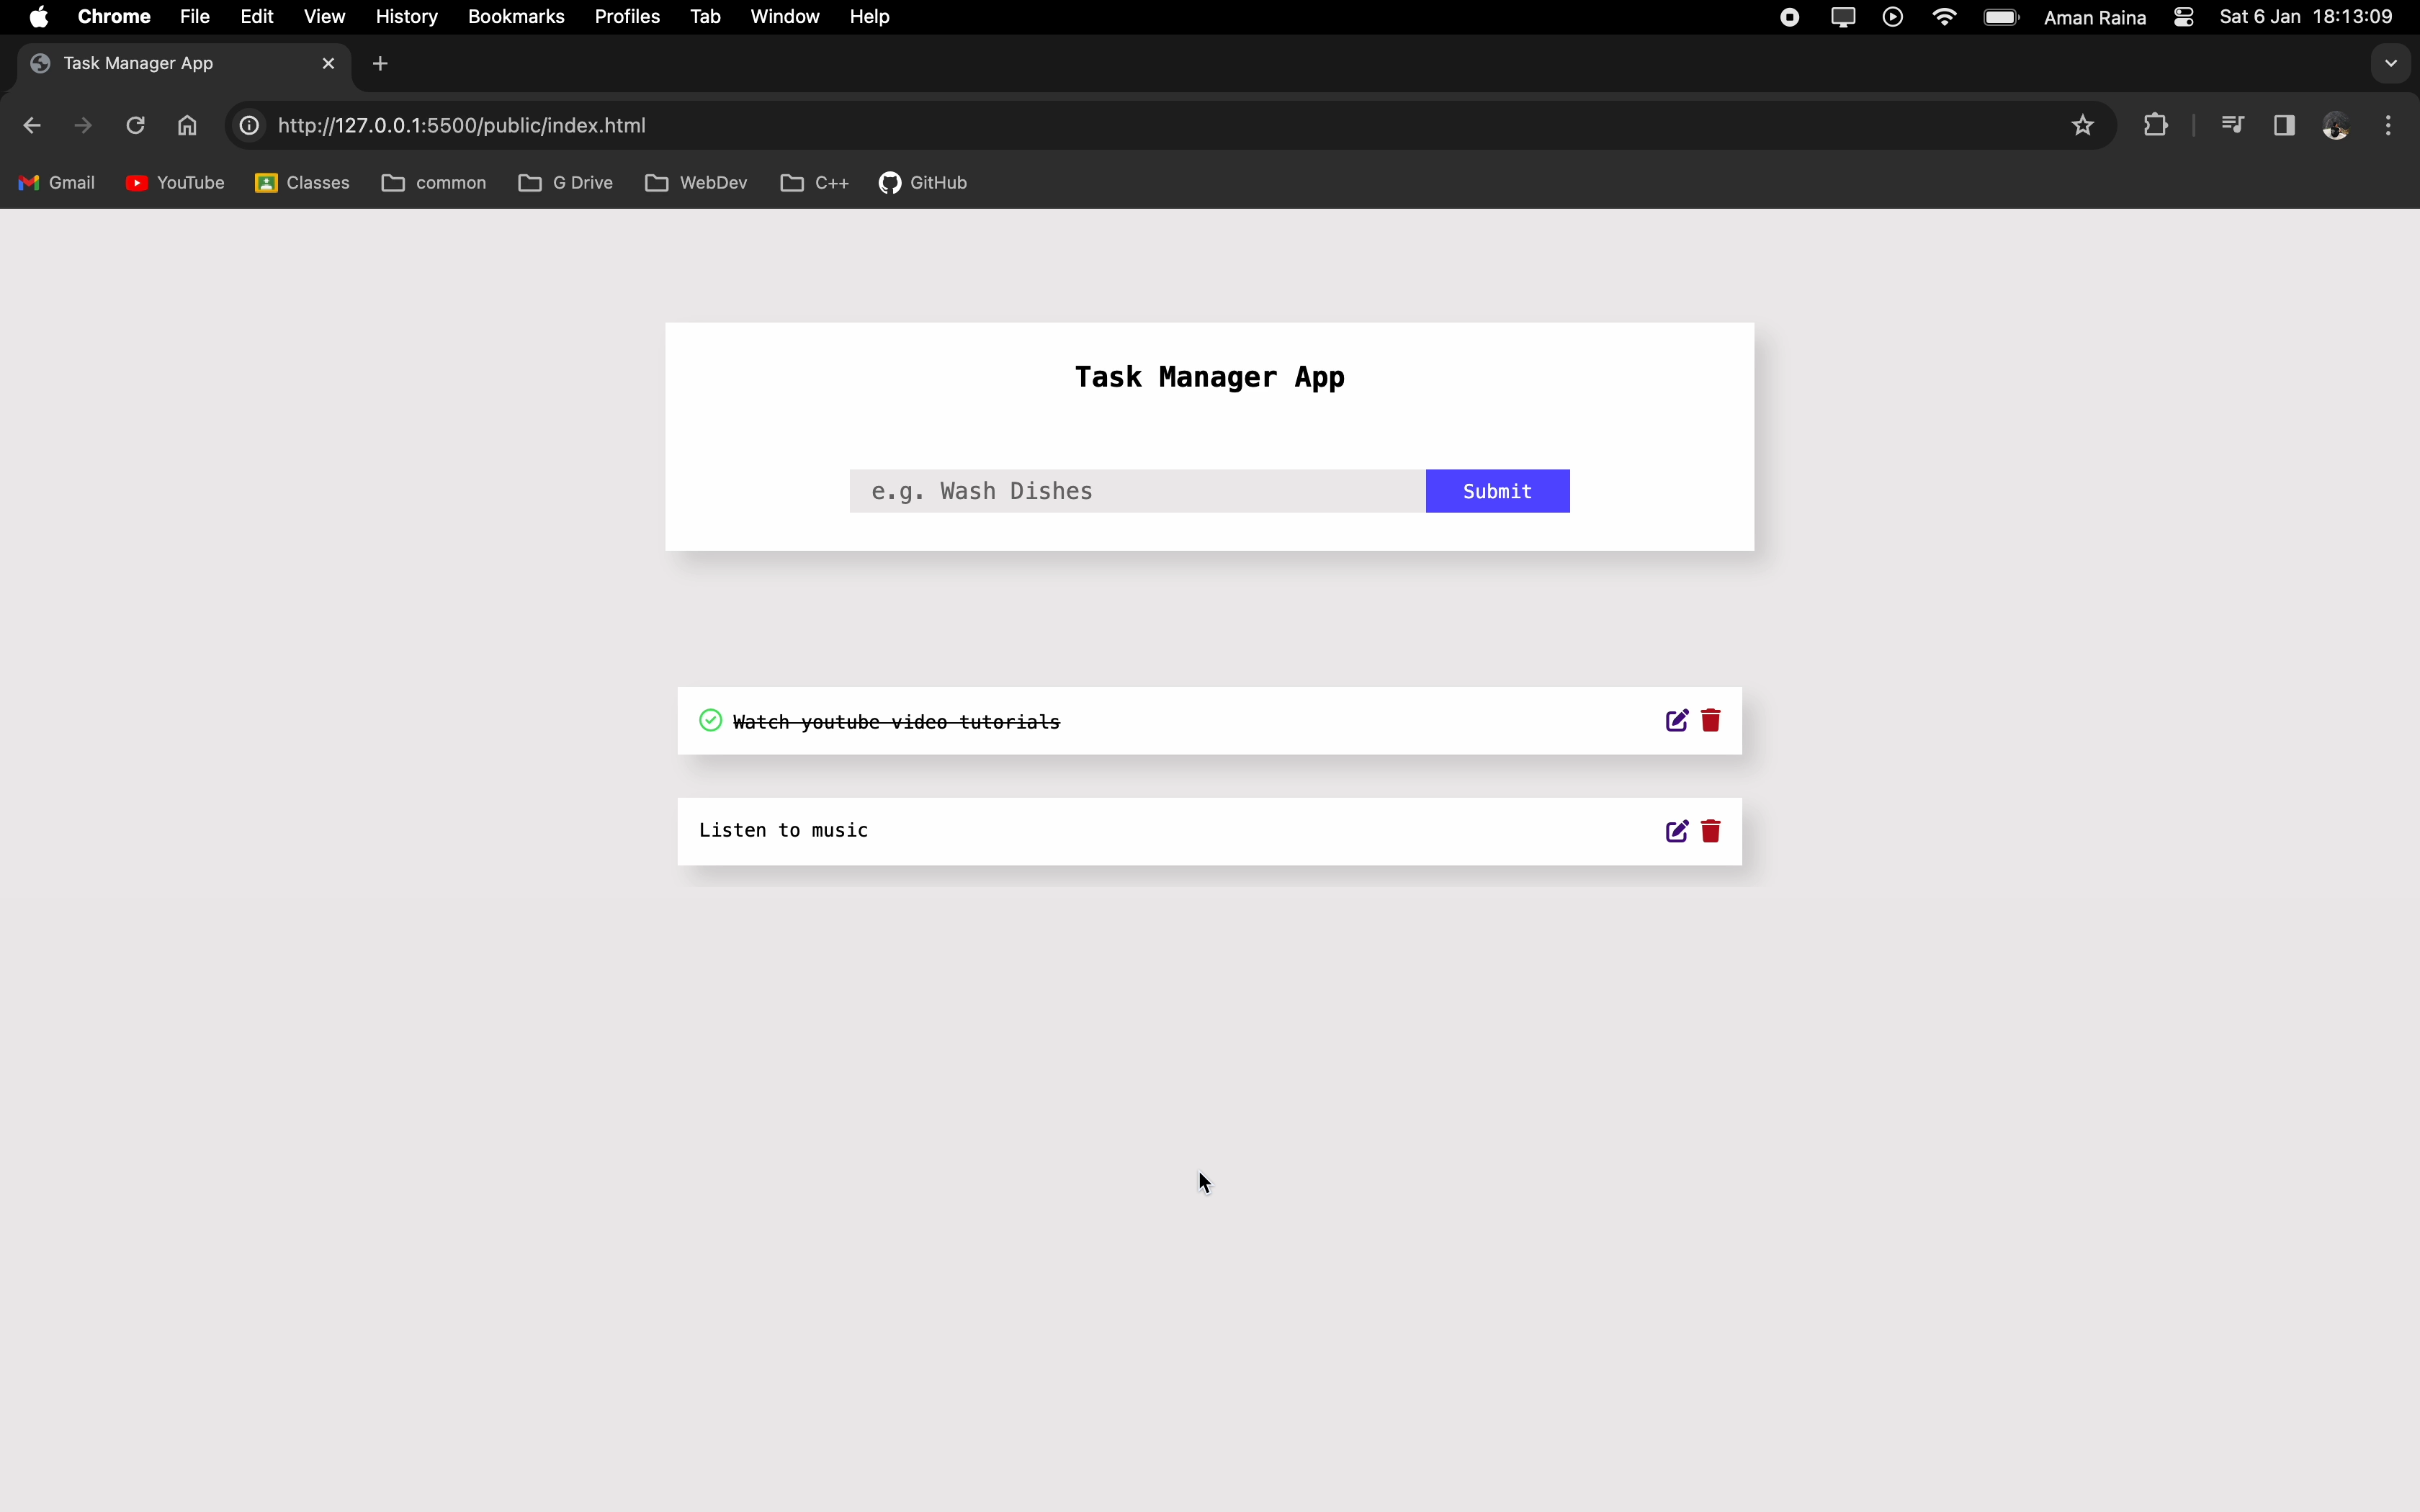 Chrome File Edit View History Bookmarks Profiles Tab Window Help Aman Raina Sat 6 Jan 18:13:09
Task Manager App
http://127.0.0.1:5500/public/index.html
Gmail YouTube Classes common G Drive WebDev C++ GitHub
Task Manager App
e.g. Wash Dishes Submit
Watch youtube video tutorials
Listen to music